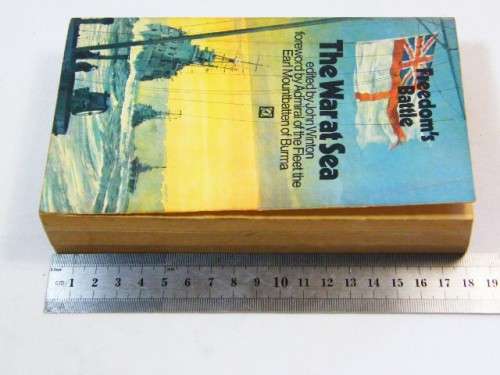 Freedom's
Battle
The War at Sea
edited by John Winton
foreword by Admiral of the Fleet the
Earl Mountbatten of Burma
cm 1 2 3 4 5 6 7 8 9 10 11 12 13 14 15 16 17 18 19